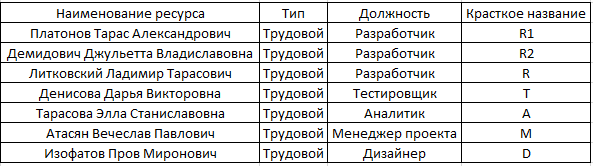 Наименование ресурса Тип Должность Красткое название
Платонов Тарас Александрович Трудовой Разработчик R1
Демидович Джульетта Владиславовна Трудовой Разработчик R2
Литковский Ладимир Тарасович Трудовой Разработчик R
Денисова Дарья Викторовна Трудовой Тестировщик T
Тарасова Элла Станиславовна Трудовой Аналитик A
Атасян Вечеслав Павлович Трудовой Менеджер проекта M
Изофатов Пров Миронович Трудовой Дизайнер D